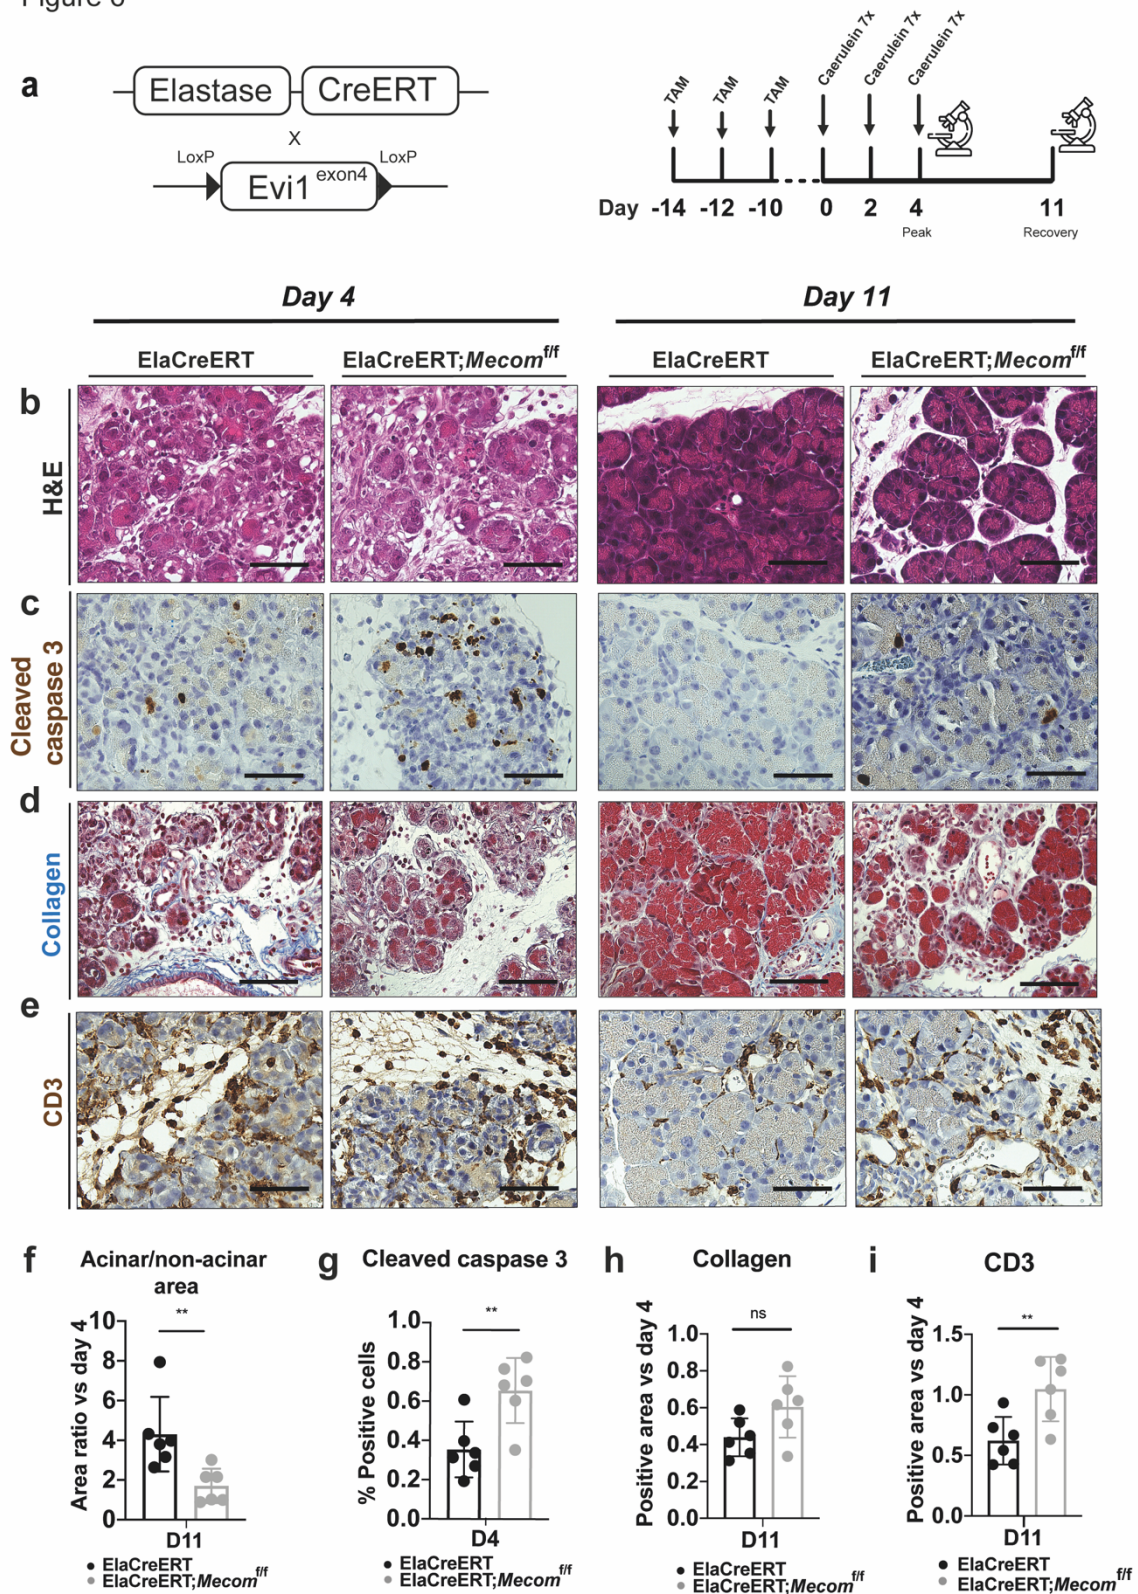 a
Elastase CreERT
X
LoxP LoxP
Evi1 exon4
TAM TAM TAM Caerulein 7x Caerulein 7x Caerulein 7x
Day -14 -12 -10 0 2 4 11
Peak Recovery
Day 4 Day 11
ElaCreERT ElaCreERT;Mecom f/f ElaCreERT ElaCreERT;Mecom f/f
b
H&E
c
Cleaved
caspase 3
d
Collagen
e
CD3
f
Acinar/non-acinar
area
**
Area ratio vs day 4
10
8
6
4
2
0
D11
ElaCreERT
ElaCreERT;Mecom f/f
g
Cleaved caspase 3
**
% Positive cells
1.0
0.8
0.6
0.4
0.2
0.0
D4
ElaCreERT
ElaCreERT;Mecom f/f
h
Collagen
ns
Positive area vs day 4
1.0
0.8
0.6
0.4
0.2
0.0
D11
ElaCreERT
ElaCreERT;Mecom f/f
i
CD3
**
Positive area vs day 4
1.5
1.0
0.5
0.0
D11
ElaCreERT
ElaCreERT;Mecom f/f